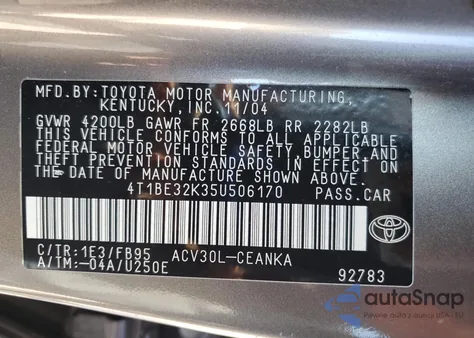 MFD.BY:TOYOTA MOTOR MANUFACTURING,
KENTUCKY, INC. 11/04
GVWR 4200LB GAWR FR 2668LB RR 2282LB
THIS VEHICLE CONFORMS TO ALL APPLICABLE
FEDERAL MOTOR VEHICLE SAFETY, BUMPER, AND
THEFT PREVENTION STANDARDS IN EFFECT ON
THE DATE OF MANUFACTURE SHOWN ABOVE.
4T1BE32K35U506170 PASS.CAR
C/TR:1E3/FB95 ACV30L-CEANKA
A/TM:-04A/U250E 92783
autoSnap